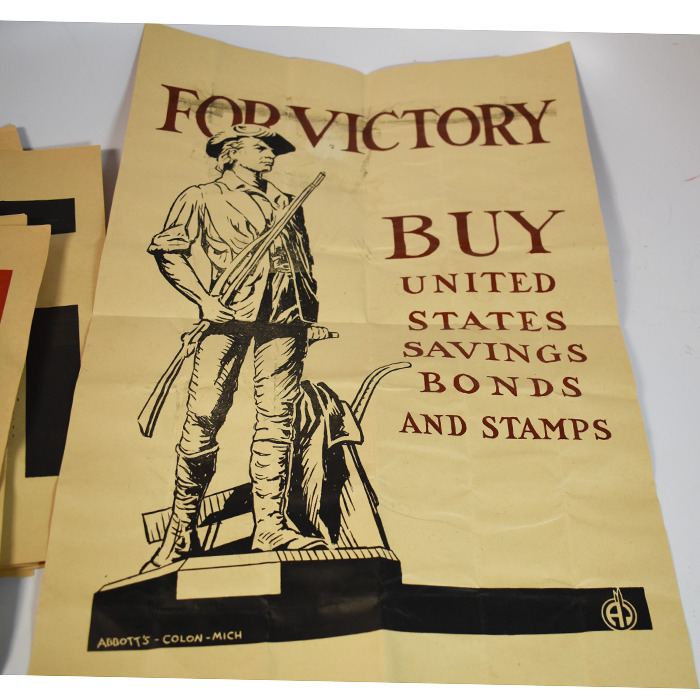 FOR VICTORY
BUY
UNITED
STATES
SAVINGS
BONDS
AND STAMPS
ABBOTT'S - COLON - MICH